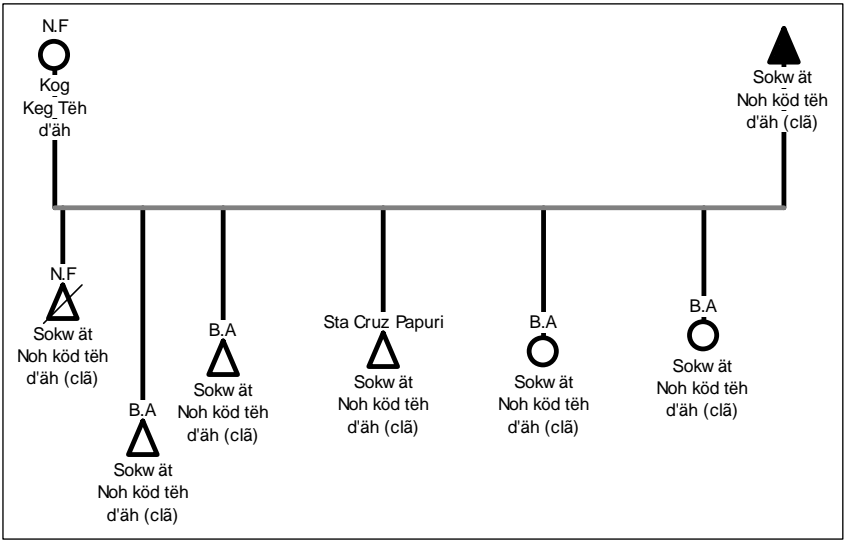 N.F
Kog
Keg Tëh
d'äh
Sokw ät
Noh köd tëh
d'äh (clã)
N.F
Sokw ät
Noh köd tëh
d'äh (clã)
B.A
Sokw ät
Noh köd tëh
d'äh (clã)
B.A
Sokw ät
Noh köd tëh
d'äh (clã)
Sta Cruz Papuri
Sokw ät
Noh köd tëh
d'äh (clã)
B.A
Sokw ät
Noh köd tëh
d'äh (clã)
B.A
Sokw ät
Noh köd tëh
d'äh (clã)